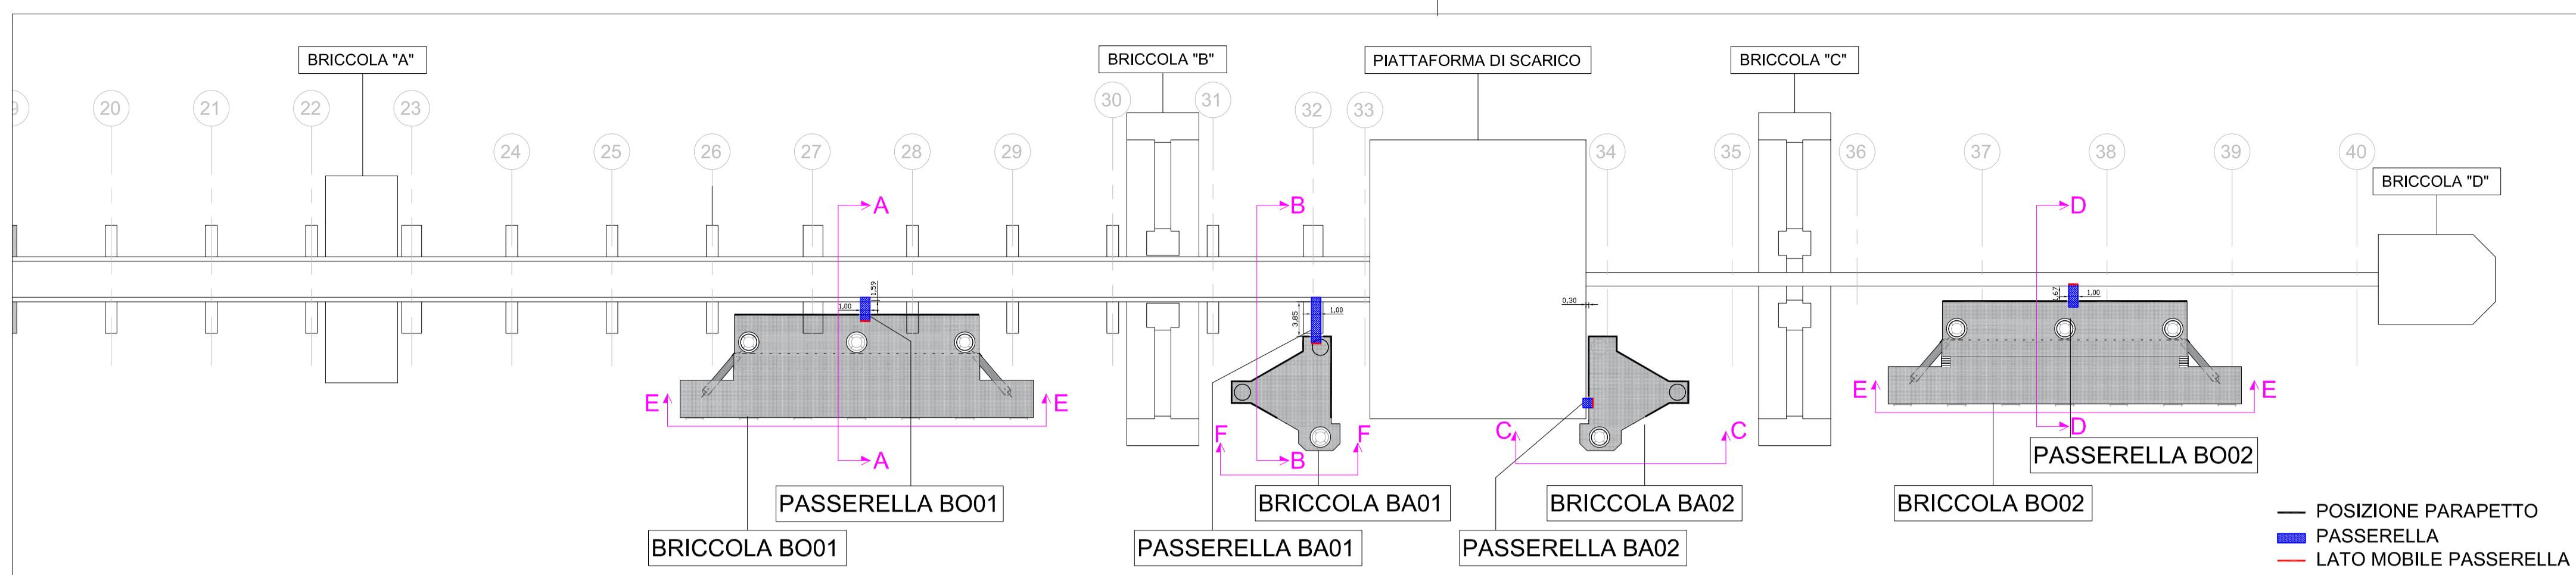 BRICCOLA "A"
BRICCOLA "B"
PIATTAFORMA DI SCARICO
BRICCOLA "C"
BRICCOLA "D"
9
20
21
22
23
24
25
26
27
28
29
30
31
32
33
34
35
36
37
38
39
40
A
B
D
1,59
1,00
3,85
1,00
0,30
1,67
1,00
E
E
F
F
C
C
E
E
A
B
D
PASSERELLA BO02
PASSERELLA BO01
BRICCOLA BA01
BRICCOLA BA02
BRICCOLA BO02
BRICCOLA BO01
PASSERELLA BA01
PASSERELLA BA02
POSIZIONE PARAPETTO
PASSERELLA
LATO MOBILE PASSERELLA